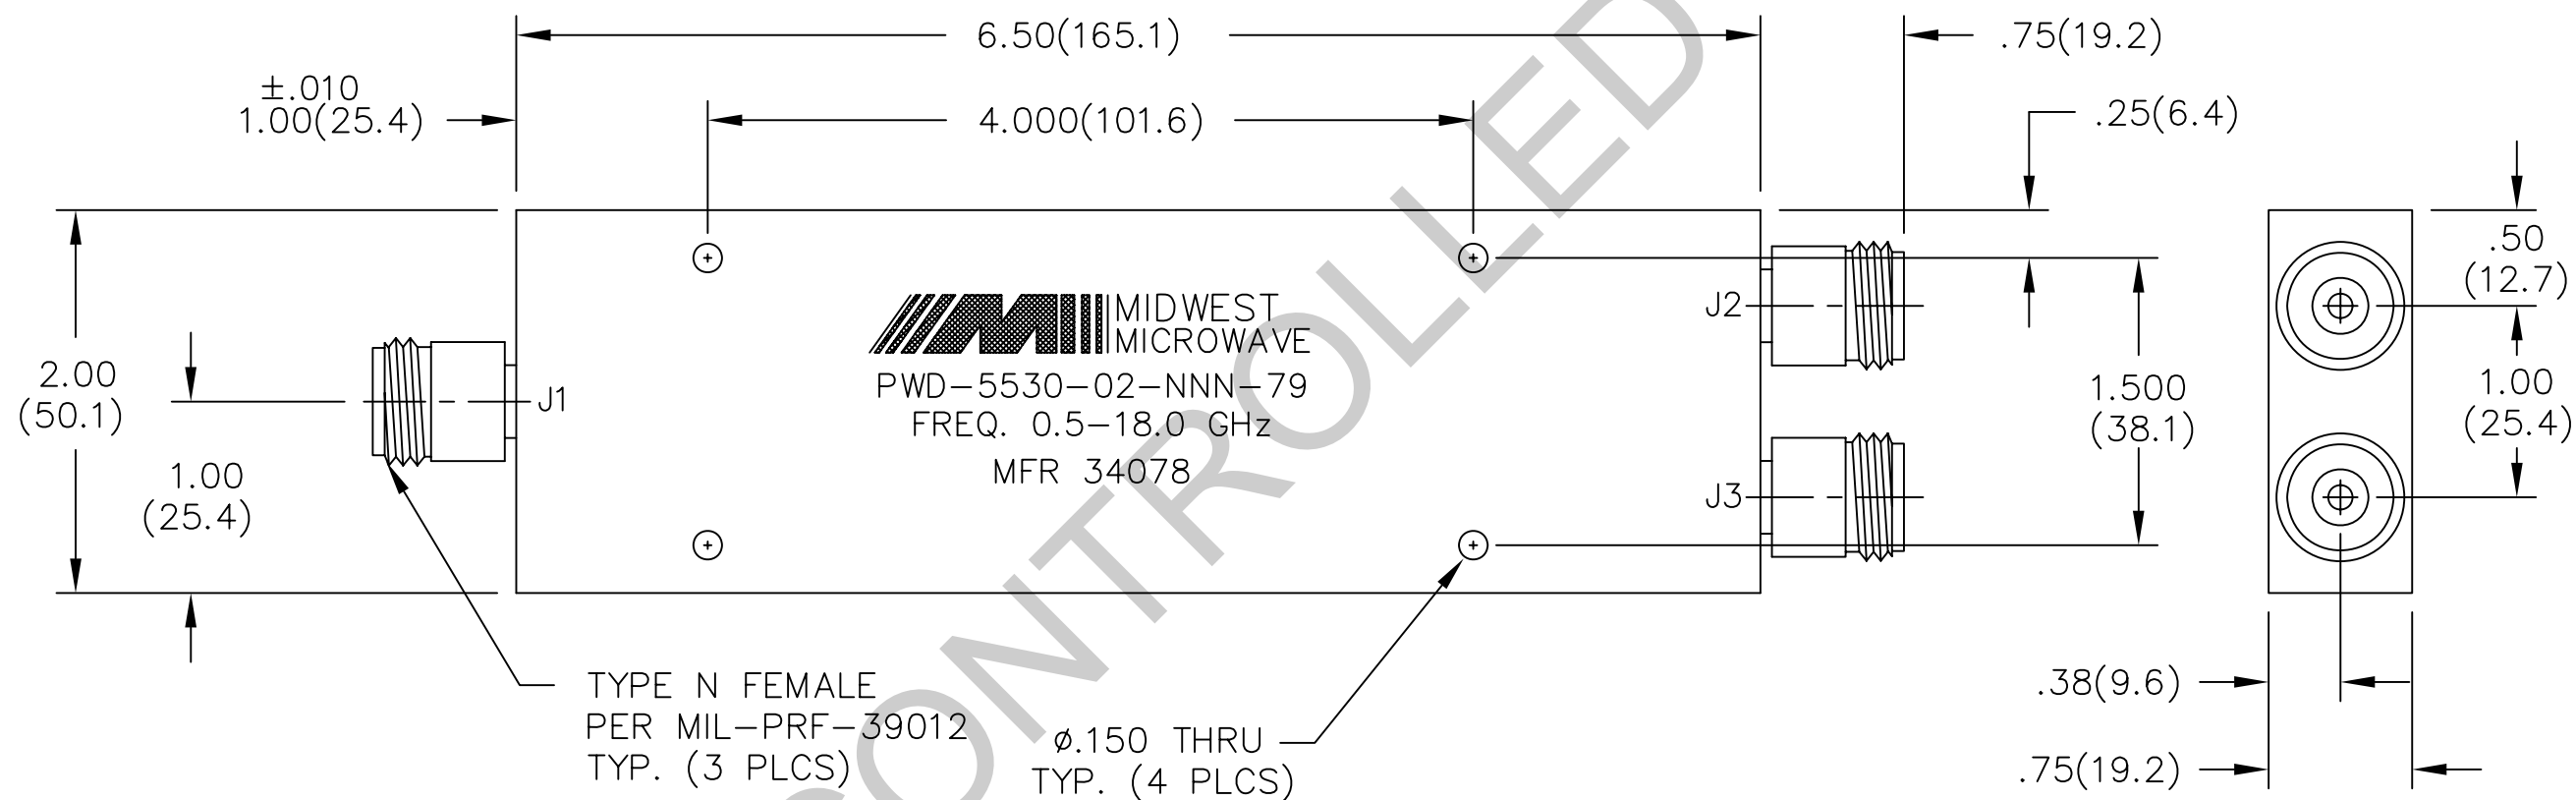 6.50(165.1)
.75(19.2)
±.010
1.00(25.4)
4.000(101.6)
.25(6.4)
.50
(12.7)
MIDWEST
MICROWAVE
J2
2.00
(50.1)
J1
PWD-5530-02-NNN-79
FREQ. 0.5-18.0 GHz
MFR 34078
1.500
(38.1)
1.00
(25.4)
1.00
(25.4)
J3
TYPE N FEMALE
PER MIL-PRF-39012
TYP. (3 PLCS)
ø.150 THRU
TYP. (4 PLCS)
.38(9.6)
.75(19.2)
CONTROLLED